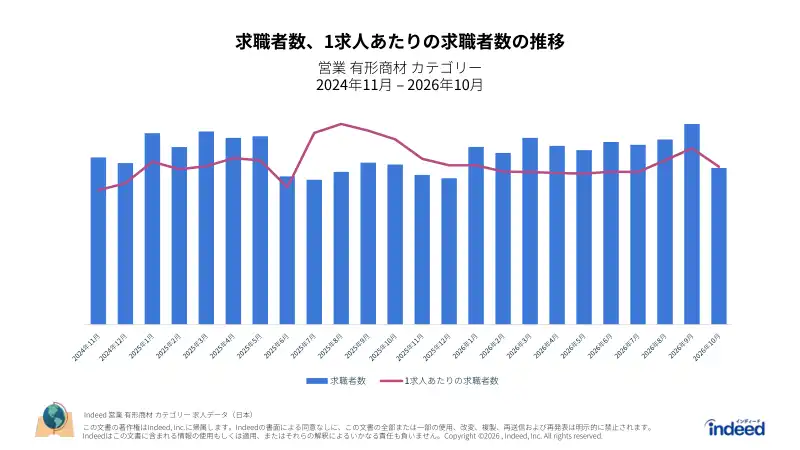 求職者数、1求人あたりの求職者数の推移
営業 有形商材 カテゴリー
2024年11月 – 2026年10月
2024年11月
2024年12月
2025年1月
2025年2月
2025年3月
2025年4月
2025年5月
2025年6月
2025年7月
2025年8月
2025年9月
2025年10月
2025年11月
2025年12月
2026年1月
2026年2月
2026年3月
2026年4月
2026年5月
2026年6月
2026年7月
2026年8月
2026年9月
2026年10月
求職者数
1求人あたりの求職者数
Indeed 営業 有形商材 カテゴリー 求人データ（日本）
この文書の著作権はIndeed, Inc.に帰属します。Indeedの書面による同意なしに、この文書の全部または一部の使用、改変、複製、再送信および再発表は明示的に禁止されます。
Indeedはこの文書に含まれる情報の使用もしくは適用、またはそれらの解釈によるいかなる責任も負いません。Copyright ©2026 , Indeed, Inc. All rights reserved.
インディード
indeed